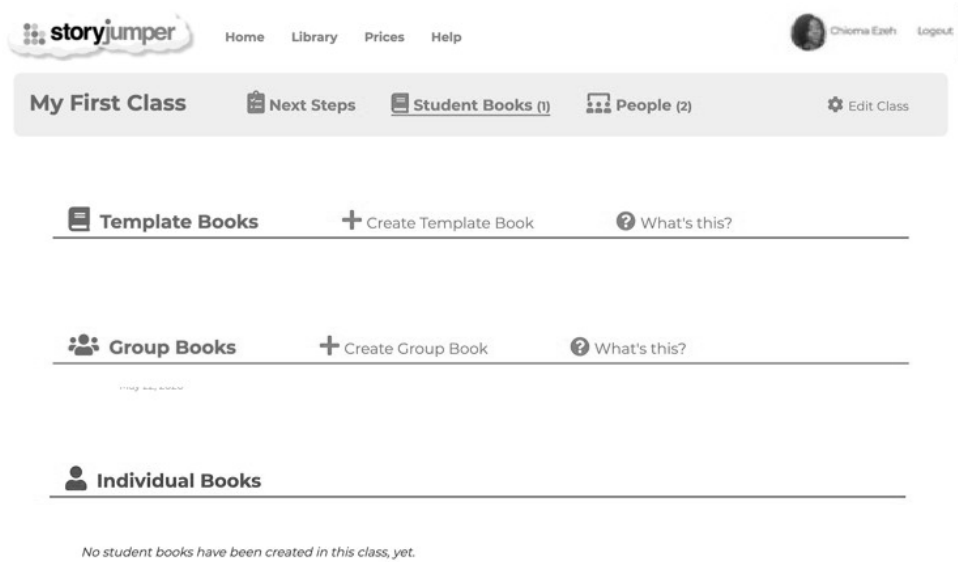 storyjumper Home Library Prices Help Chioma Ezeh Logout
My First Class Next Steps Student Books (1) People (2) Edit Class
Template Books Create Template Book What's this?
Group Books Create Group Book What's this?
Individual Books
No student books have been created in this class, yet.